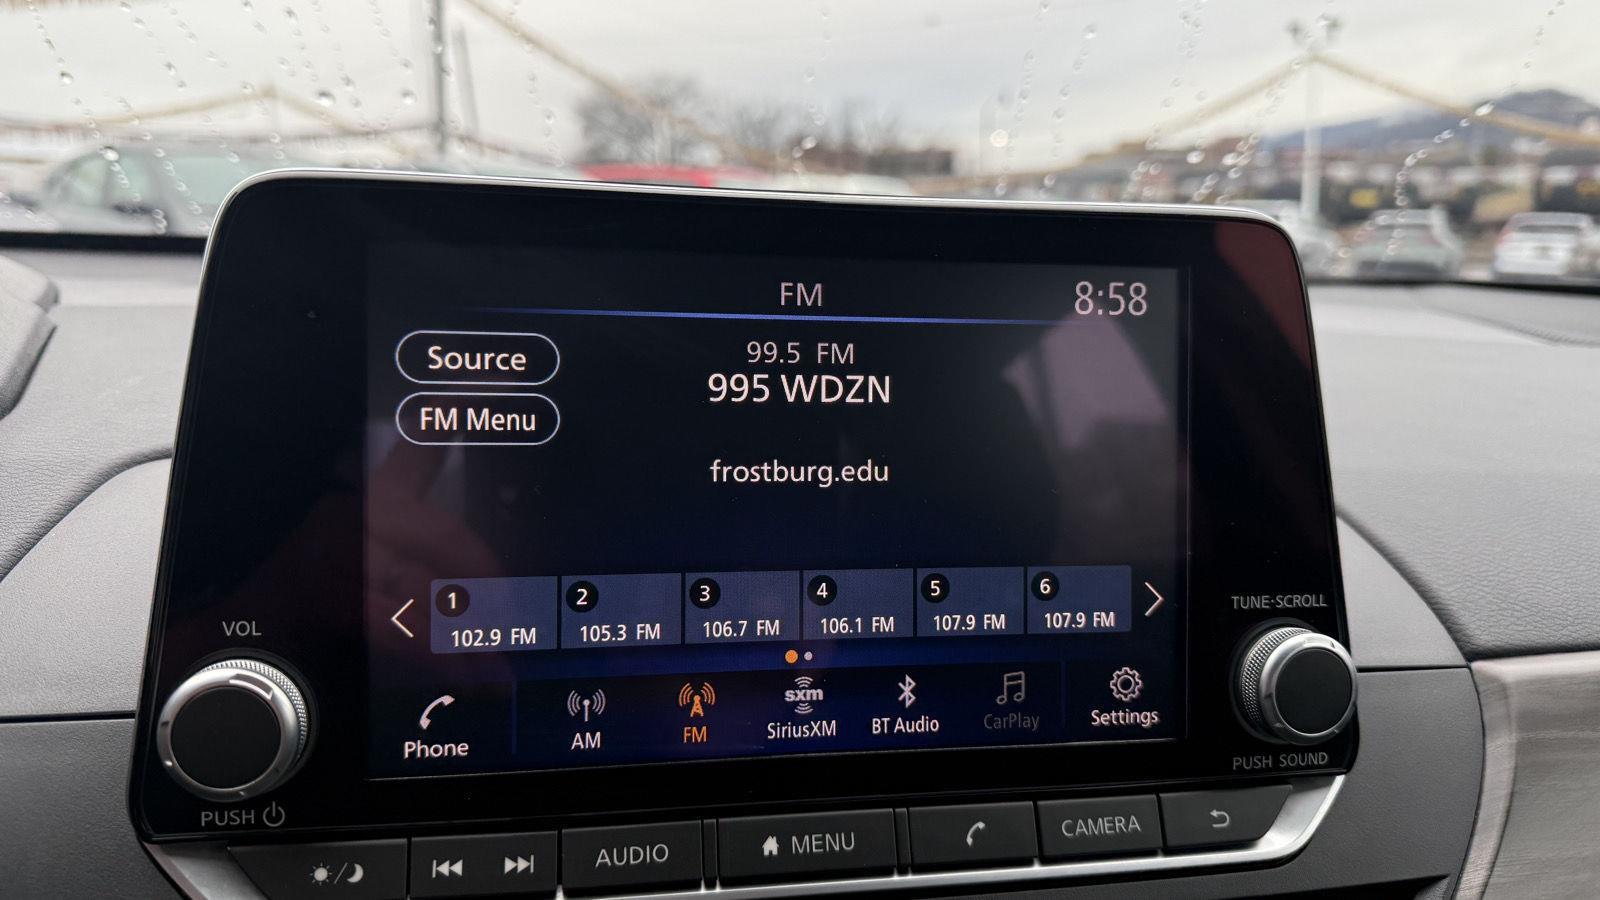 FM
8:58
Source
FM Menu
99.5 FM
995 WDZN
frostburg.edu
1
102.9 FM
2
105.3 FM
3
106.7 FM
4
106.1 FM
5
107.9 FM
6
107.9 FM
Phone
AM
FM
sxm
SiriusXM
BT Audio
CarPlay
Settings
VOL
PUSH
TUNE·SCROLL
PUSH SOUND
AUDIO
MENU
CAMERA